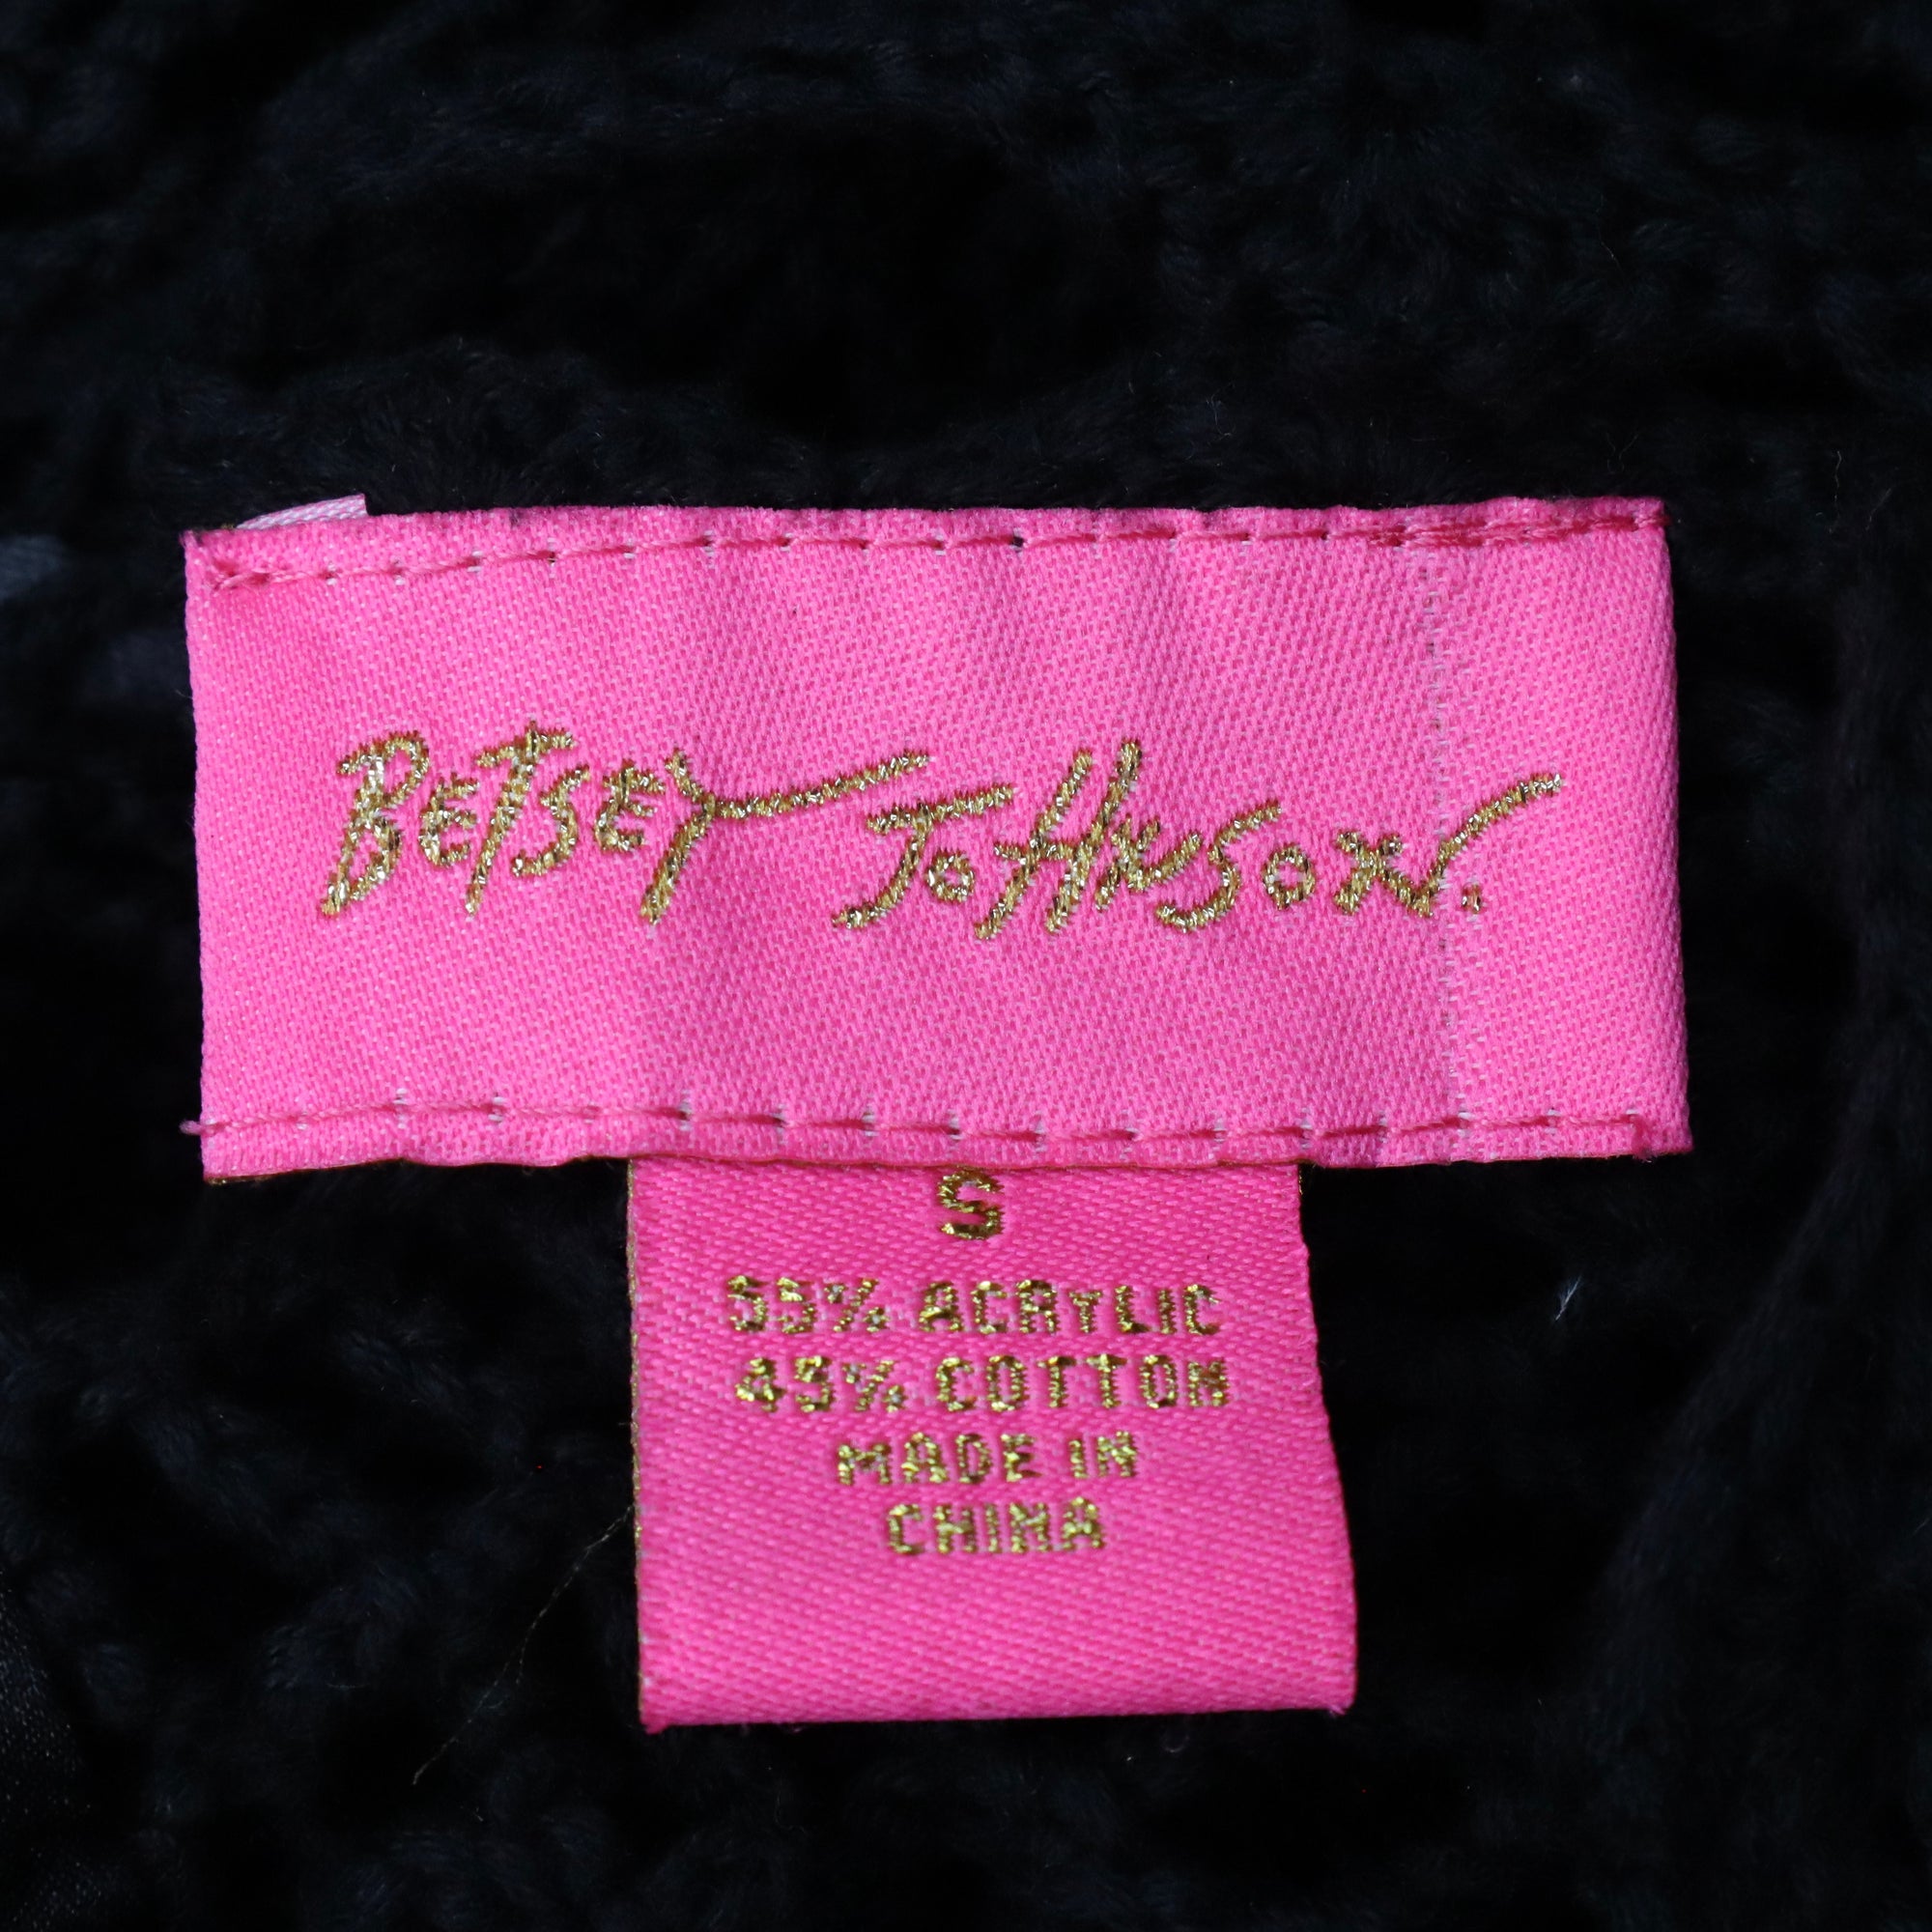 BETSEY JOHNSON.
S
55% ACRYLIC
45% COTTON
MADE IN
CHINA